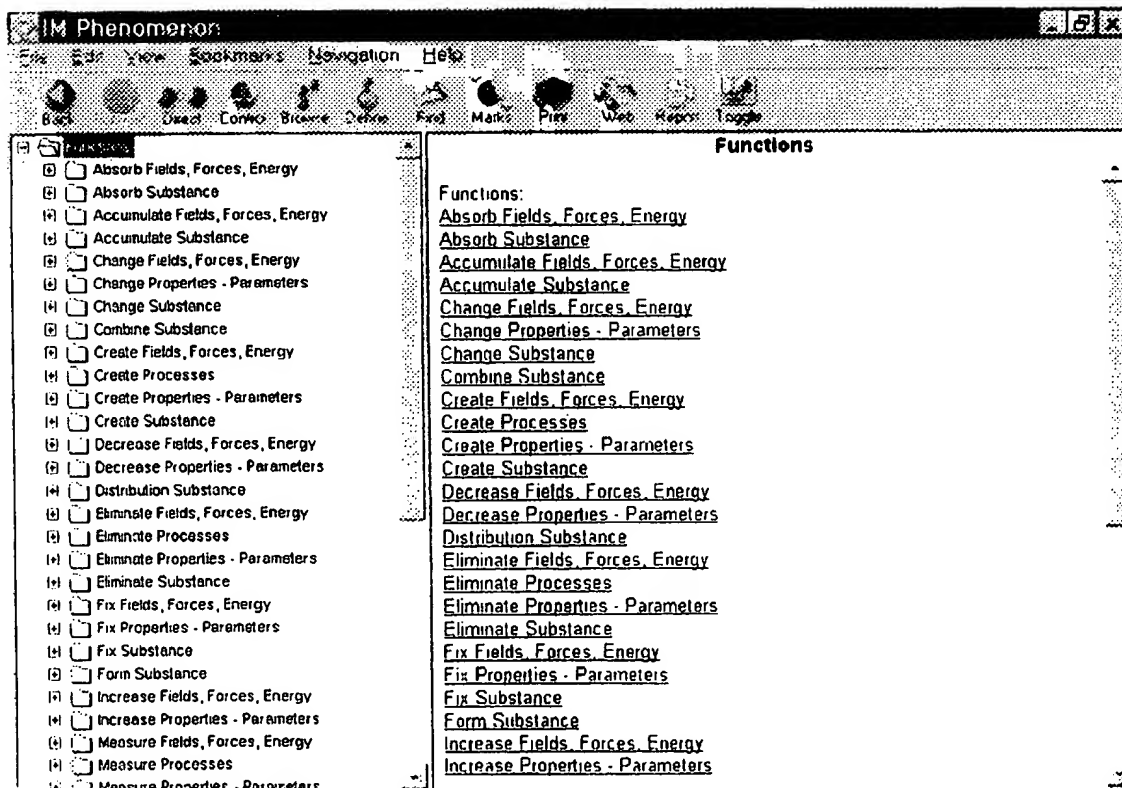 IM Phenomenon
File Edit View Bookmarks Navigation Help
Back Direct Contact Browse Define Find Marks Print Web Report Toggle
Functions
Absorb Fields, Forces, Energy
Absorb Substance
Accumulate Fields, Forces, Energy
Accumulate Substance
Change Fields, Forces, Energy
Change Properties - Parameters
Change Substance
Combine Substance
Create Fields, Forces, Energy
Create Processes
Create Properties - Parameters
Create Substance
Decrease Fields, Forces, Energy
Decrease Properties - Parameters
Distribution Substance
Eliminate Fields, Forces, Energy
Eliminate Processes
Eliminate Properties - Parameters
Eliminate Substance
Fix Fields, Forces, Energy
Fix Properties - Parameters
Fix Substance
Form Substance
Increase Fields, Forces, Energy
Increase Properties - Parameters
Measure Fields, Forces, Energy
Measure Processes
Measure Properties - Parameters
Functions
Functions:
Absorb Fields, Forces, Energy
Absorb Substance
Accumulate Fields, Forces, Energy
Accumulate Substance
Change Fields, Forces, Energy
Change Properties - Parameters
Change Substance
Combine Substance
Create Fields, Forces, Energy
Create Processes
Create Properties - Parameters
Create Substance
Decrease Fields, Forces, Energy
Decrease Properties - Parameters
Distribution Substance
Eliminate Fields, Forces, Energy
Eliminate Processes
Eliminate Properties - Parameters
Eliminate Substance
Fix Fields, Forces, Energy
Fix Properties - Parameters
Fix Substance
Form Substance
Increase Fields, Forces, Energy
Increase Properties - Parameters